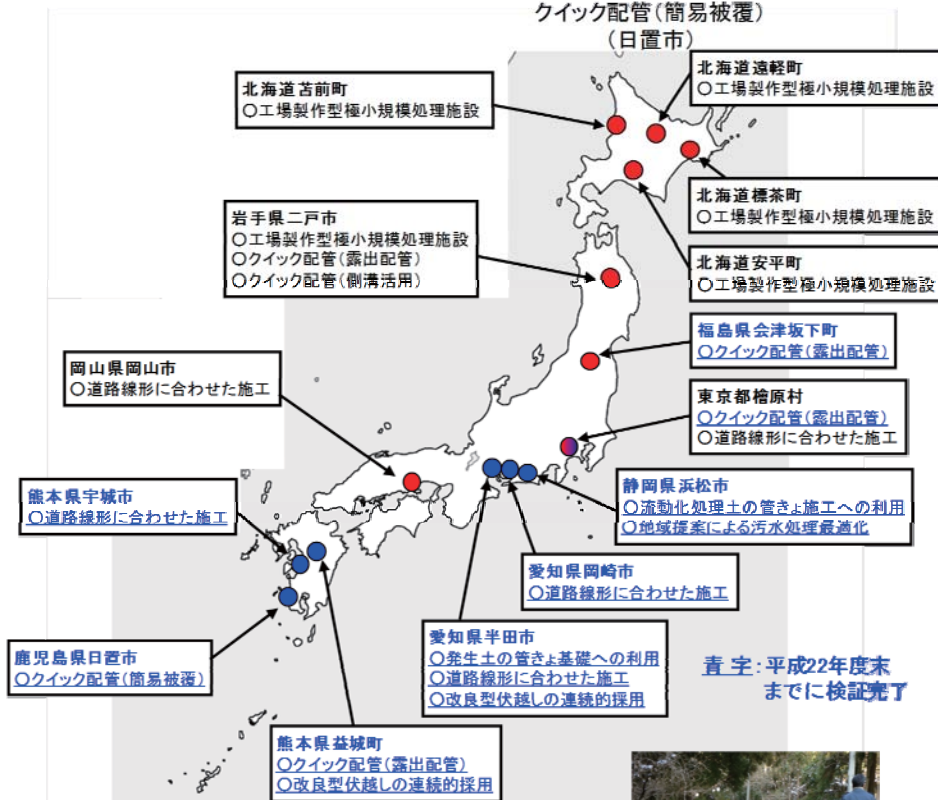 クイック配管(簡易被覆)
(日置市)
北海道苫前町
○工場製作型極小規模処理施設
北海道遠軽町
○工場製作型極小規模処理施設
北海道標茶町
○工場製作型極小規模処理施設
北海道安平町
○工場製作型極小規模処理施設
岩手県二戸市
○工場製作型極小規模処理施設
○クイック配管(露出配管)
○クイック配管(側溝活用)
福島県会津坂下町
○クイック配管(露出配管)
岡山県岡山市
○道路線形に合わせた施工
東京都檜原村
○クイック配管(露出配管)
○道路線形に合わせた施工
静岡県浜松市
○流動化処理土の管きょ施工への利用
○地域提案による汚水処理最適化
熊本県宇城市
○道路線形に合わせた施工
愛知県岡崎市
○道路線形に合わせた施工
愛知県半田市
○発生土の管きょ基礎への利用
○道路線形に合わせた施工
○改良型伏越しの連続的採用
鹿児島県日置市
○クイック配管(簡易被覆)
熊本県益城町
○クイック配管(露出配管)
○改良型伏越しの連続的採用
青字:平成22年度末
までに検証完了